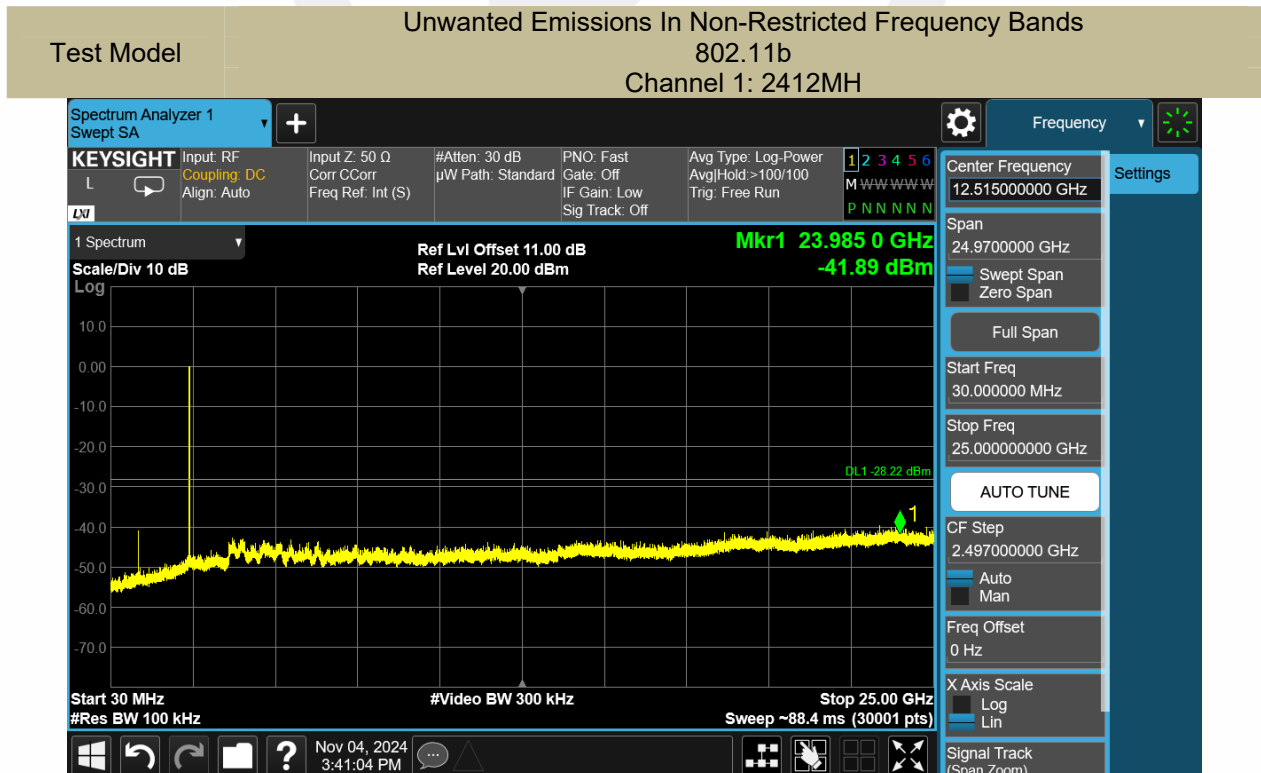 Unwanted Emissions In Non-Restricted Frequency Bands
Test Model
802.11b
Channel 1: 2412MH
Spectrum Analyzer 1
Swept SA
+
Frequency
KEYSIGHT
L
LXI
Input: RF
Coupling: DC
Align: Auto
Input Z: 50 Ω
Corr CCorr
Freq Ref: Int (S)
#Atten: 30 dB
µW Path: Standard
PNO: Fast
Gate: Off
IF Gain: Low
Sig Track: Off
Avg Type: Log-Power
Avg|Hold:>100/100
Trig: Free Run
1 2 3 4 5 6
M W W W W W
P N N N N N
Center Frequency
12.515000000 GHz
Settings
Span
24.9700000 GHz
Swept Span
Zero Span
Full Span
Start Freq
30.000000 MHz
Stop Freq
25.000000000 GHz
AUTO TUNE
CF Step
2.497000000 GHz
Auto
Man
Freq Offset
0 Hz
X Axis Scale
Log
Lin
Signal Track
(Span Zoom)
1 Spectrum
Scale/Div 10 dB
Log
Ref Lvl Offset 11.00 dB
Ref Level 20.00 dBm
Mkr1 23.985 0 GHz
-41.89 dBm
10.0
0.00
-10.0
-20.0
DL1 -28.22 dBm
-30.0
1
-40.0
-50.0
-60.0
-70.0
Start 30 MHz
#Video BW 300 kHz
Stop 25.00 GHz
#Res BW 100 kHz
Sweep ~88.4 ms (30001 pts)
?
Nov 04, 2024
3:41:04 PM